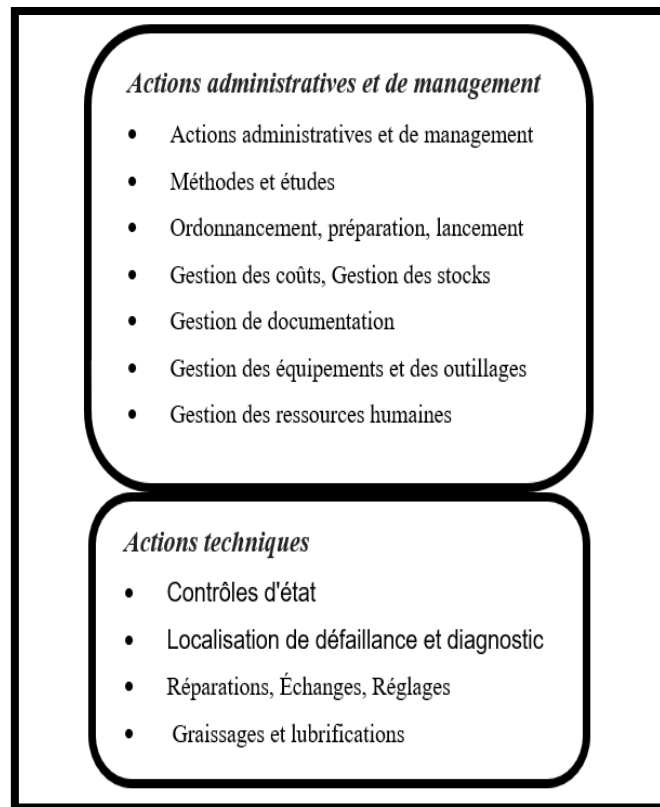 Actions administratives et de management
• Actions administratives et de management
• Méthodes et études
• Ordonnancement, préparation, lancement
• Gestion des coûts, Gestion des stocks
• Gestion de documentation
• Gestion des équipements et des outillages
• Gestion des ressources humaines
Actions techniques
• Contrôles d'état
• Localisation de défaillance et diagnostic
• Réparations, Échanges, Réglages
• Graissages et lubrifications